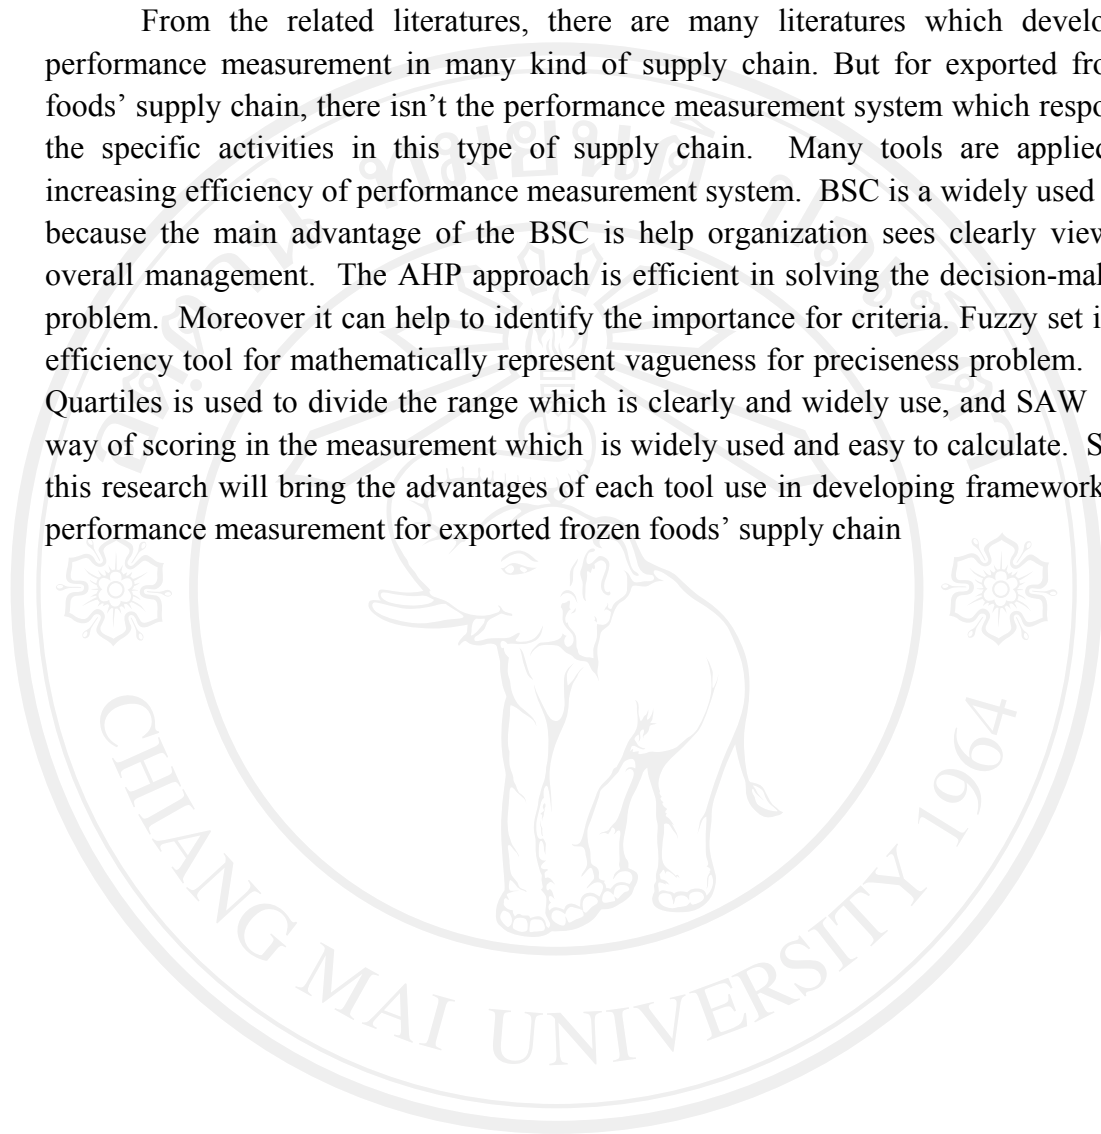 From the related literatures, there are many literatures which develo
performance measurement in many kind of supply chain. But for exported fro
foods’ supply chain, there isn’t the performance measurement system which respo
the specific activities in this type of supply chain. Many tools are applied
increasing efficiency of performance measurement system. BSC is a widely used
because the main advantage of the BSC is help organization sees clearly view
overall management. The AHP approach is efficient in solving the decision-mak
problem. Moreover it can help to identify the importance for criteria. Fuzzy set i
efficiency tool for mathematically represent vagueness for preciseness problem.
Quartiles is used to divide the range which is clearly and widely use, and SAW
way of scoring in the measurement which is widely used and easy to calculate. S
this research will bring the advantages of each tool use in developing framework
performance measurement for exported frozen foods’ supply chain
CHIANG MAI UNIVERSITY 1964